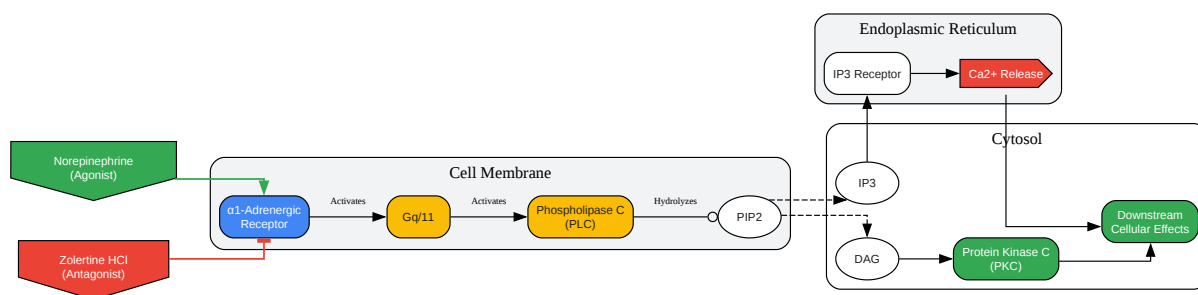 Endoplasmic Reticulum
IP3 Receptor
Ca2+ Release
Cytosol
Norepinephrine
(Agonist)
Cell Membrane
α1-Adrenergic
Receptor
Activates
Gq/11
Activates
Phospholipase C
(PLC)
Hydrolyzes
PIP2
IP3
DAG
Protein Kinase C
(PKC)
Downstream
Cellular Effects
Zolertine HCl
(Antagonist)